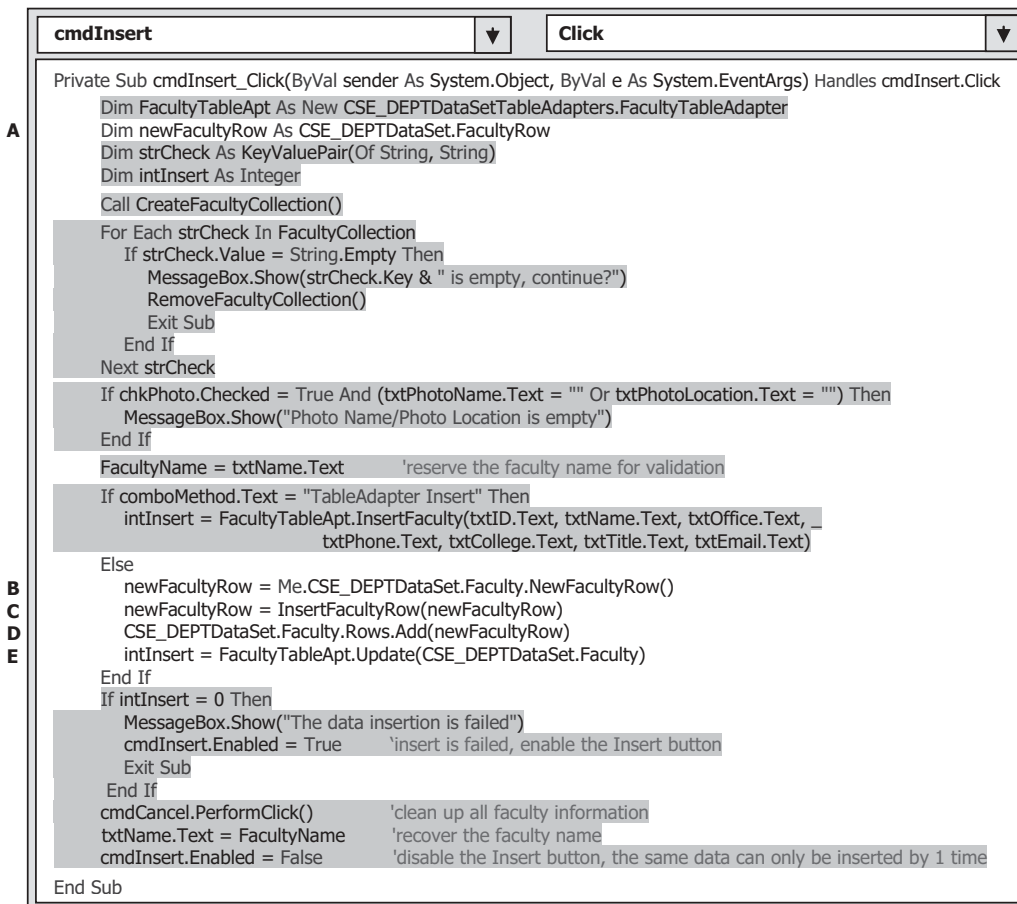 cmdInsert Click
Private Sub cmdInsert_Click(ByVal sender As System.Object, ByVal e As System.EventArgs) Handles cmdInsert.Click
Dim FacultyTableApt As New CSE_DEPTDataSetTableAdapters.FacultyTableAdapter
A Dim newFacultyRow As CSE_DEPTDataSet.FacultyRow
Dim strCheck As KeyValuePair(Of String, String)
Dim intInsert As Integer
Call CreateFacultyCollection()
For Each strCheck In FacultyCollection
If strCheck.Value = String.Empty Then
MessageBox.Show(strCheck.Key & " is empty, continue?")
RemoveFacultyCollection()
Exit Sub
End If
Next strCheck
If chkPhoto.Checked = True And (txtPhotoName.Text = "" Or txtPhotoLocation.Text = "") Then
MessageBox.Show("Photo Name/Photo Location is empty")
End If
FacultyName = txtName.Text 'reserve the faculty name for validation
If comboMethod.Text = "TableAdapter Insert" Then
intInsert = FacultyTableApt.InsertFaculty(txtID.Text, txtName.Text, txtOffice.Text, _
txtPhone.Text, txtCollege.Text, txtTitle.Text, txtEmail.Text)
Else
B newFacultyRow = Me.CSE_DEPTDataSet.Faculty.NewFacultyRow()
C newFacultyRow = InsertFacultyRow(newFacultyRow)
D CSE_DEPTDataSet.Faculty.Rows.Add(newFacultyRow)
E intInsert = FacultyTableApt.Update(CSE_DEPTDataSet.Faculty)
End If
If intInsert = 0 Then
MessageBox.Show("The data insertion is failed")
cmdInsert.Enabled = True ‘insert is failed, enable the Insert button
Exit Sub
End If
cmdCancel.PerformClick() 'clean up all faculty information
txtName.Text = FacultyName 'recover the faculty name
cmdInsert.Enabled = False 'disable the Insert button, the same data can only be inserted by 1 time
End Sub